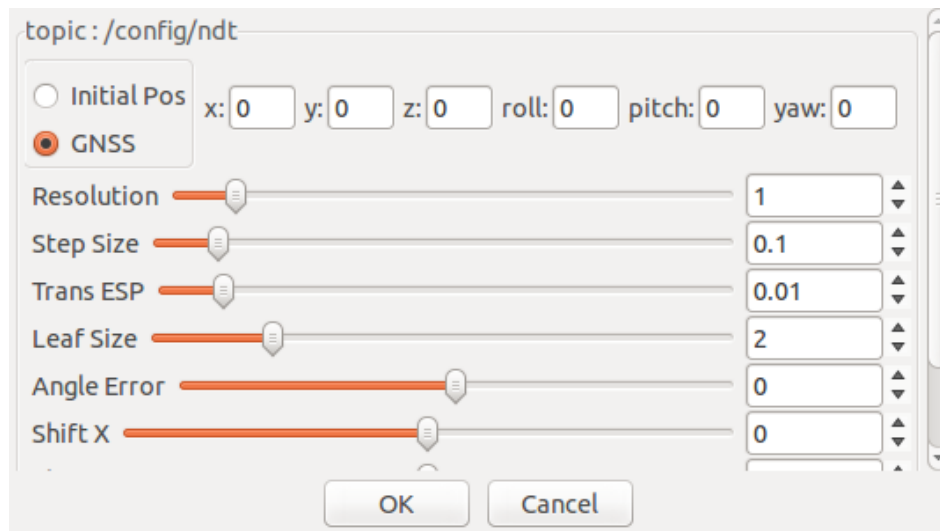 topic : /config/ndt
Initial Pos
GNSS
x: 0 y: 0 z: 0 roll: 0 pitch: 0 yaw: 0
Resolution 1
Step Size 0.1
Trans ESP 0.01
Leaf Size 2
Angle Error 0
Shift X 0
OK Cancel